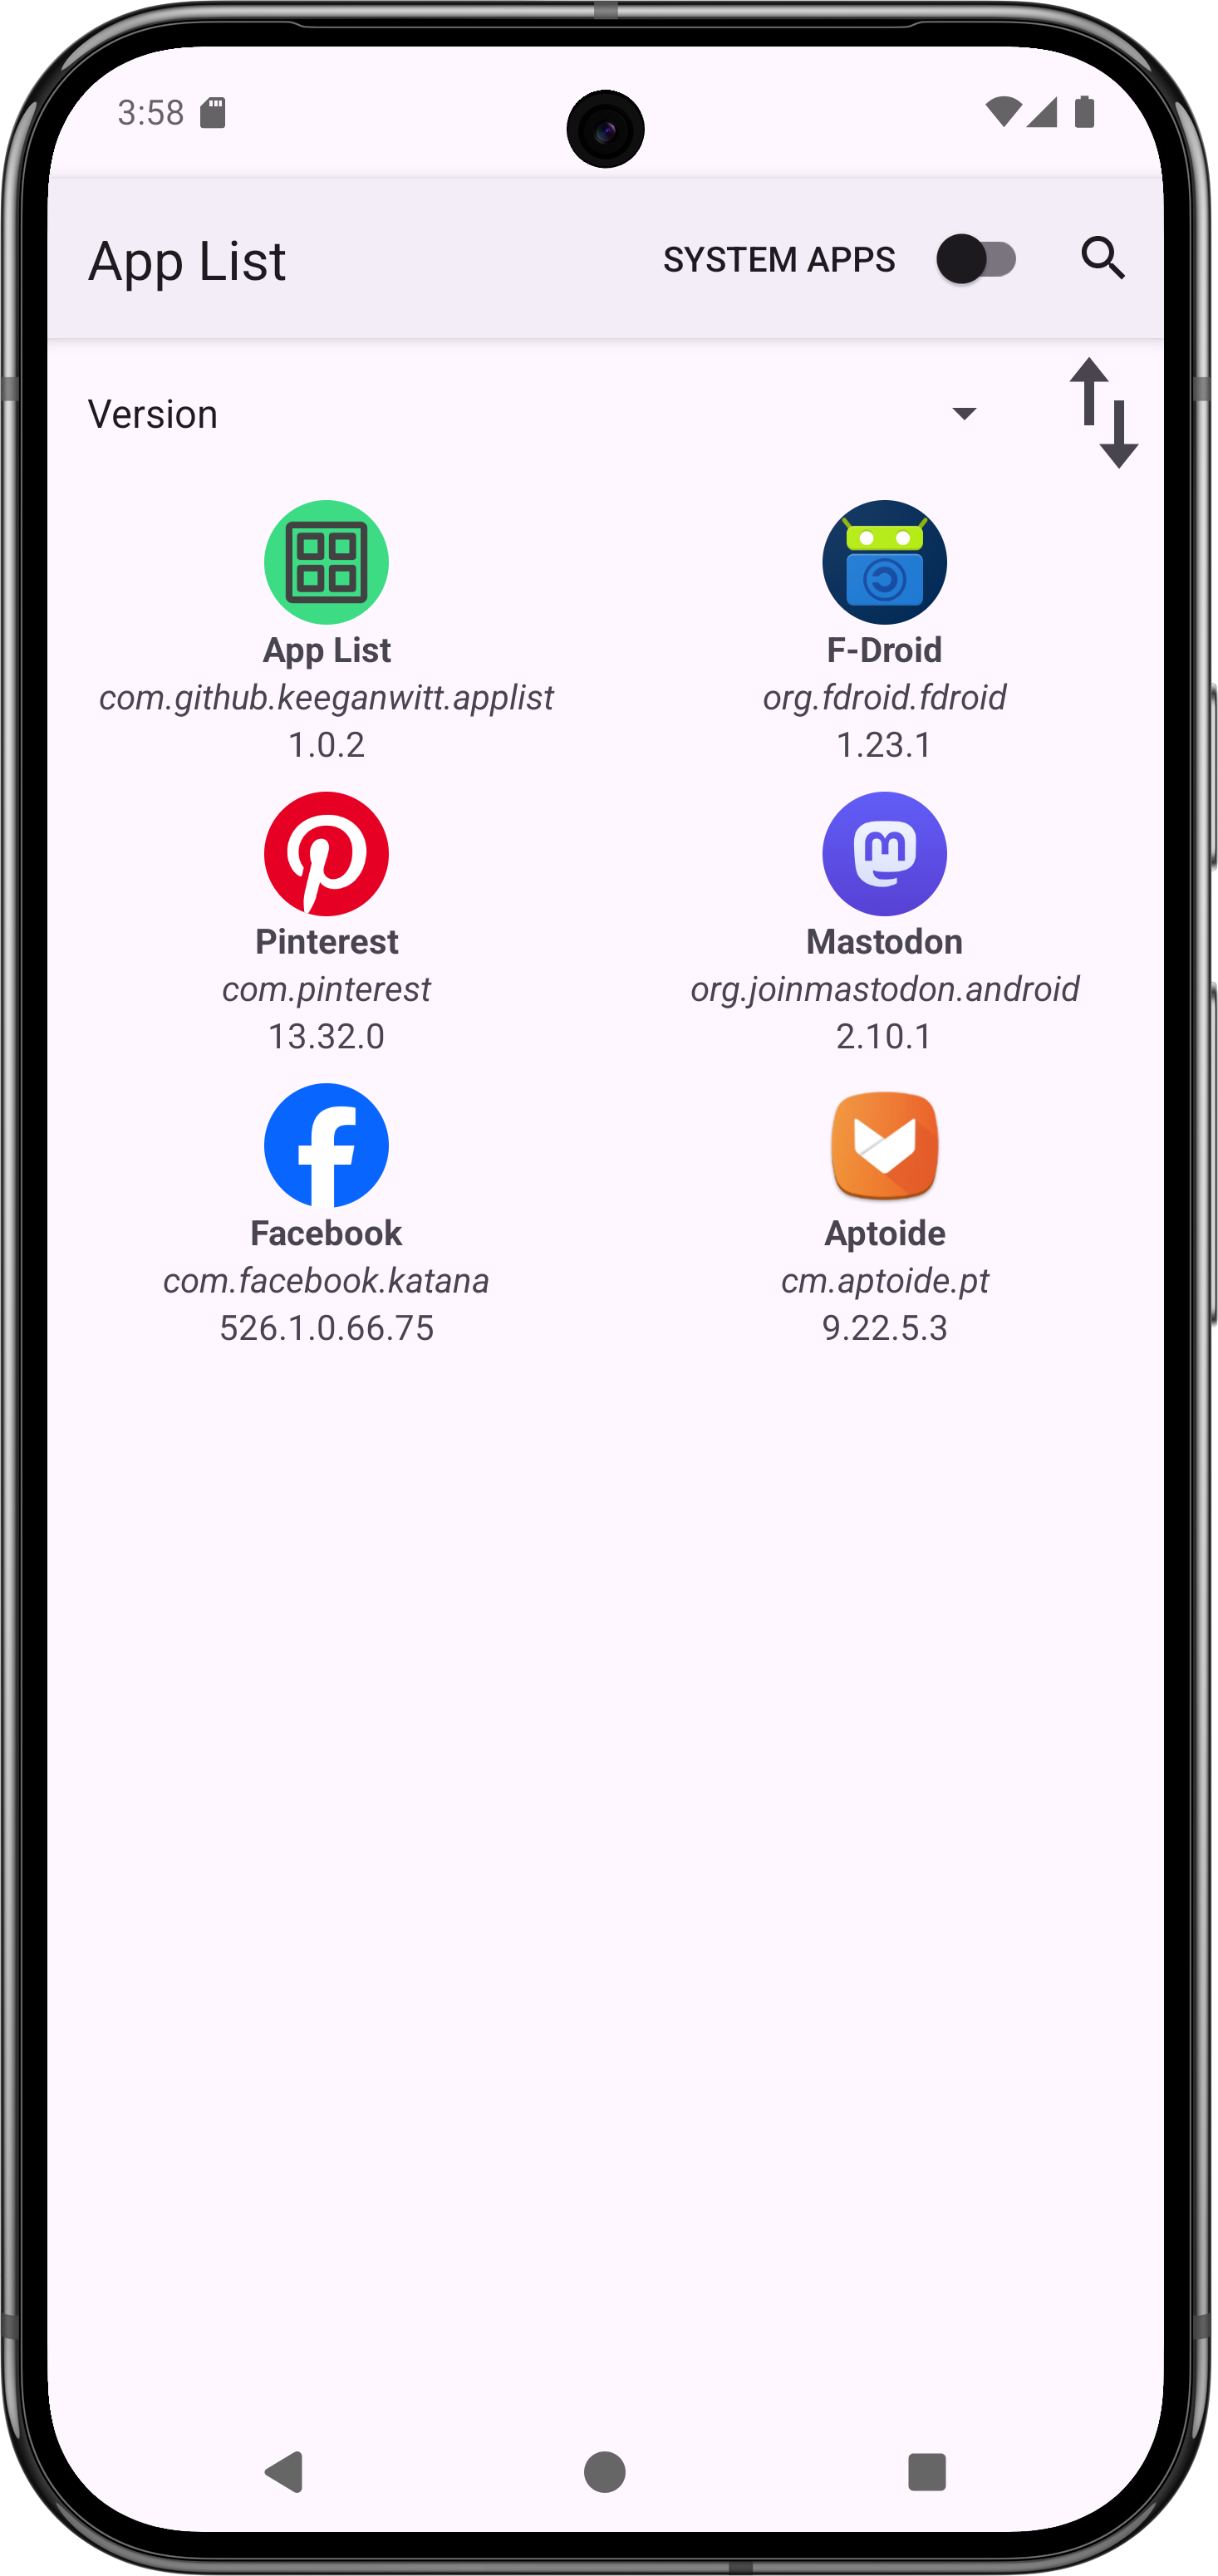 3:58
App List
SYSTEM APPS
Version
App List
com.github.keeganwitt.applist
1.0.2
F-Droid
org.fdroid.fdroid
1.23.1
Pinterest
com.pinterest
13.32.0
Mastodon
org.joinmastodon.android
2.10.1
Facebook
com.facebook.katana
526.1.0.66.75
Aptoide
cm.aptoide.pt
9.22.5.3